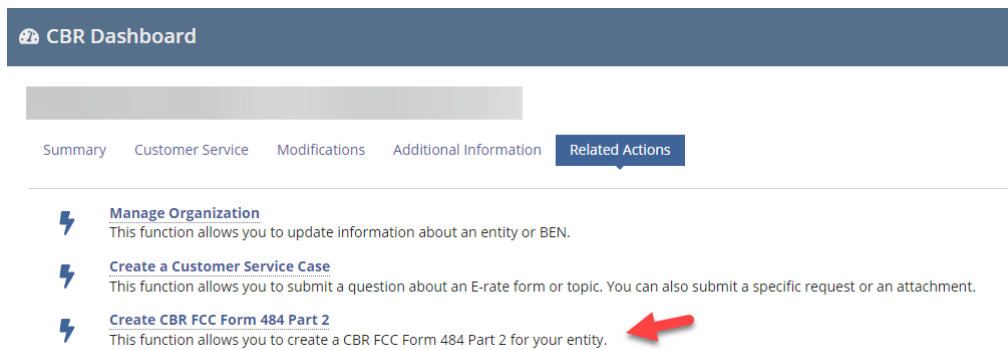 CBR Dashboard
Summary Customer Service Modifications Additional Information Related Actions
Manage Organization
This function allows you to update information about an entity or BEN.
Create a Customer Service Case
This function allows you to submit a question about an E-rate form or topic. You can also submit a specific request or an attachment.
Create CBR FCC Form 484 Part 2
This function allows you to create a CBR FCC Form 484 Part 2 for your entity.